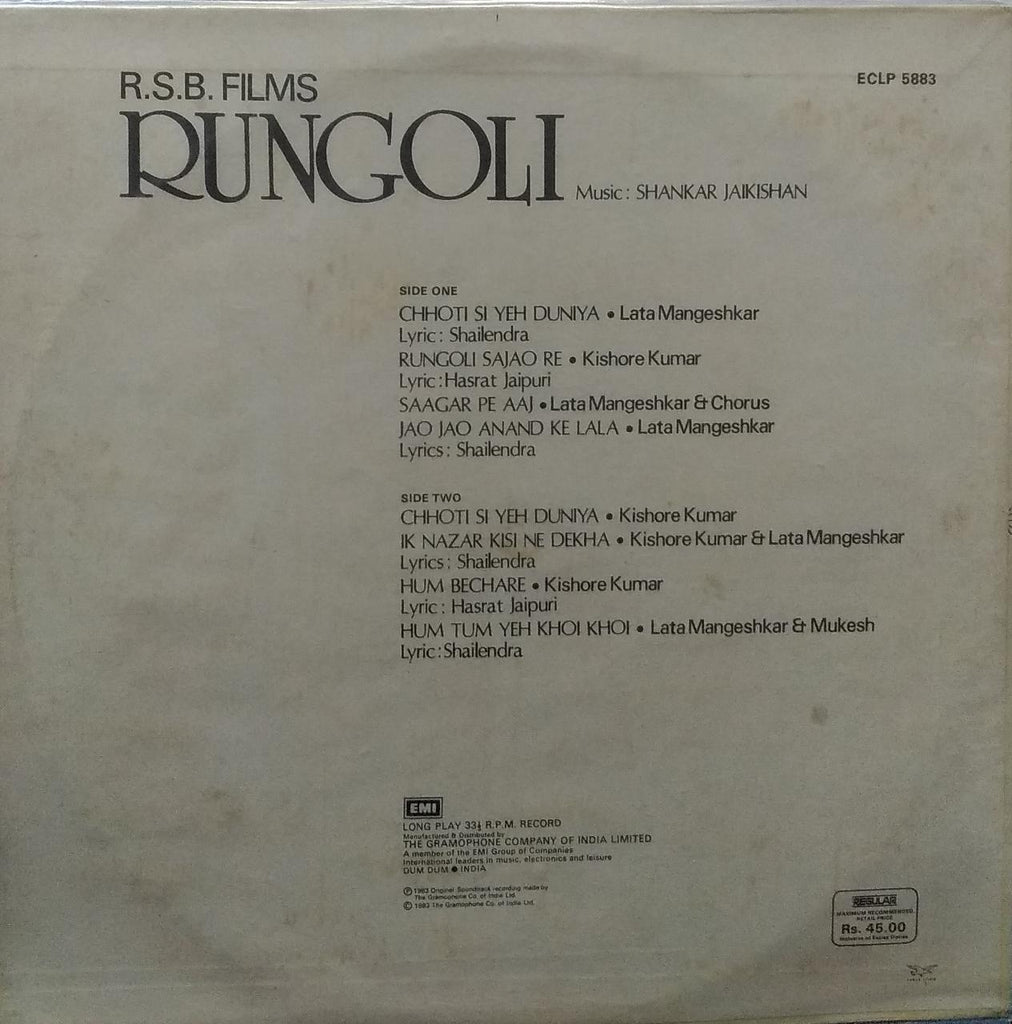 R.S.B. FILMS
ECLP 5883
RUNGOLI
Music: SHANKAR JAIKISHAN
SIDE ONE
CHHOTI SI YEH DUNIYA • Lata Mangeshkar
Lyric: Shailendra
RUNGOLI SAJAO RE • Kishore Kumar
Lyric: Hasrat Jaipuri
SAAGAR PE AAJ • Lata Mangeshkar & Chorus
JAO JAO ANAND KE LALA • Lata Mangeshkar
Lyrics: Shailendra
SIDE TWO
CHHOTI SI YEH DUNIYA • Kishore Kumar
IK NAZAR KISI NE DEKHA • Kishore Kumar & Lata Mangeshkar
Lyrics: Shailendra
HUM BECHARE • Kishore Kumar
Lyric: Hasrat Jaipuri
HUM TUM YEH KHOI KHOI • Lata Mangeshkar & Mukesh
Lyric: Shailendra
EMI
LONG PLAY 33⅓ R.P.M. RECORD
Manufactured & Distributed by
THE GRAMOPHONE COMPANY OF INDIA LIMITED
A member of the EMI Group of Companies
International leaders in music, electronics and leisure
DUM DUM ● INDIA
Ⓟ 1983 Original Soundtrack recording made by
The Gramophone Co. of India Ltd.
© 1983 The Gramophone Co. of India Ltd.
REGULAR
MAXIMUM RECOMMENDED
RETAIL PRICE
Rs. 45.00
Inclusive of Excise Duties